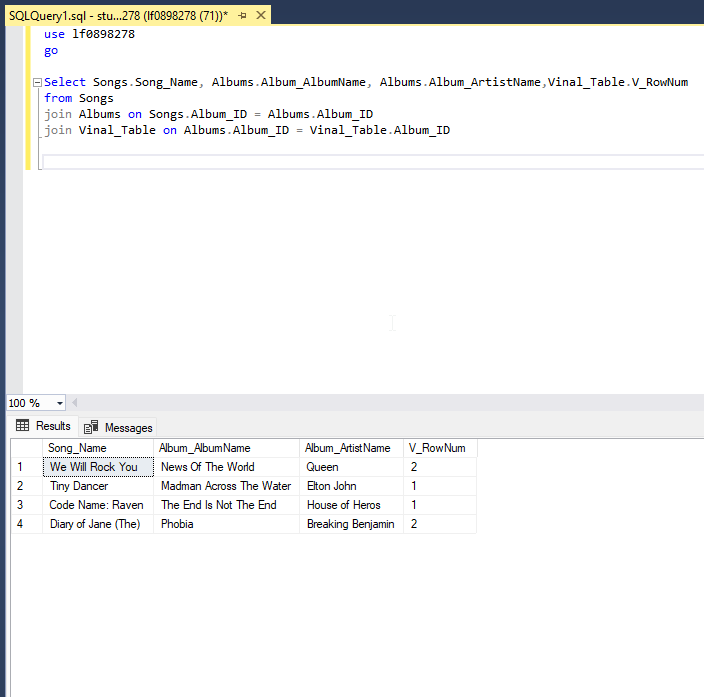 SQLQuery1.sql - stu...278 (lf0898278 (71))*
use lf0898278
go
Select Songs.Song_Name, Albums.Album_AlbumName, Albums.Album_ArtistName,Vinal_Table.V_RowNum
from Songs
join Albums on Songs.Album_ID = Albums.Album_ID
join Vinal_Table on Albums.Album_ID = Vinal_Table.Album_ID
100 %
Results Messages
Song_Name Album_AlbumName Album_ArtistName V_RowNum
1 We Will Rock You News Of The World Queen 2
2 Tiny Dancer Madman Across The Water Elton John 1
3 Code Name: Raven The End Is Not The End House of Heros 1
4 Diary of Jane (The) Phobia Breaking Benjamin 2